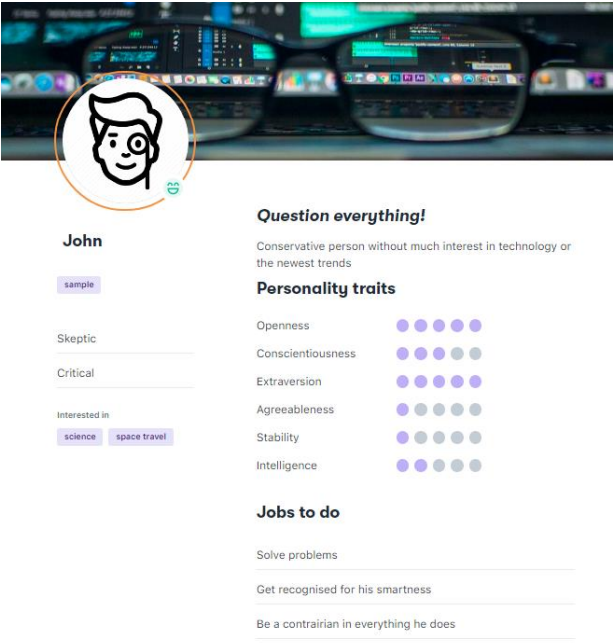 John
sample
Skeptic
Critical
Interested in
science
space travel
Question everything!
Conservative person without much interest in technology or
the newest trends
Personality traits
Openness
Conscientiousness
Extraversion
Agreeableness
Stability
Intelligence
Jobs to do
Solve problems
Get recognised for his smartness
Be a contrairian in everything he does